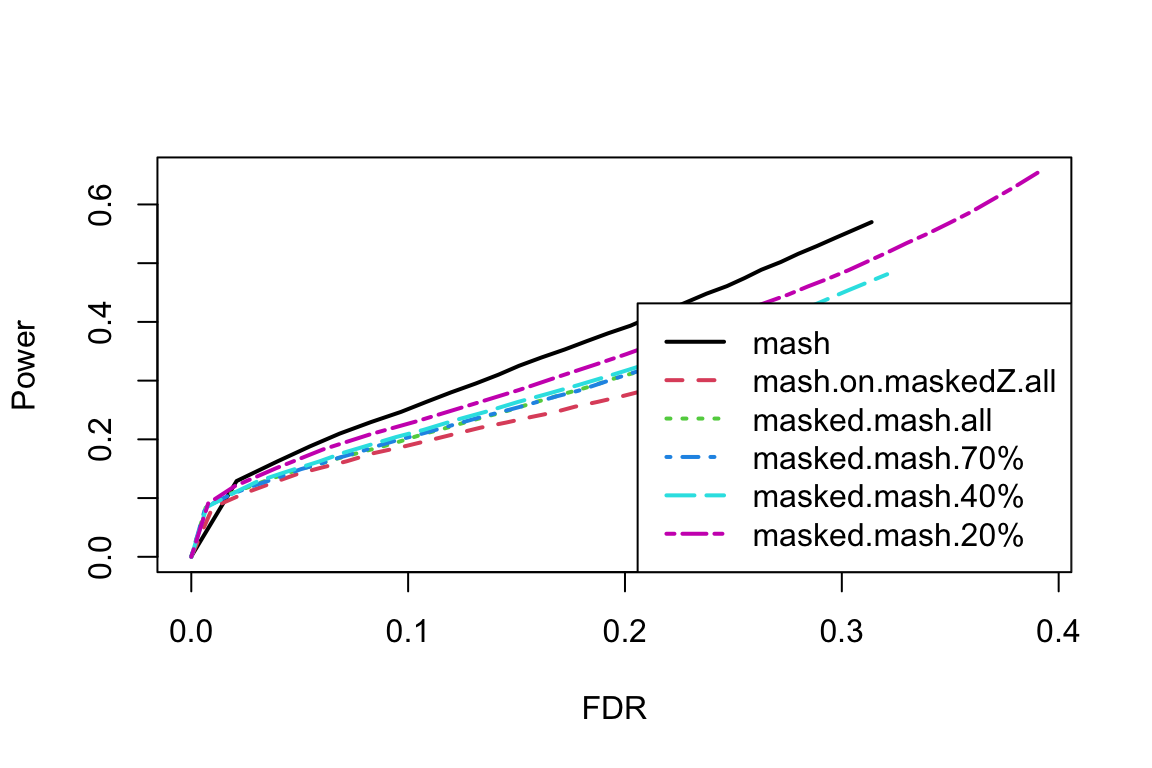 Power
0.6
0.4
0.2
0.0
mash
mash.on.maskedZ.all
masked.mash.all
masked.mash.70%
masked.mash.40%
masked.mash.20%
0.0 0.1 0.2 0.3 0.4
FDR